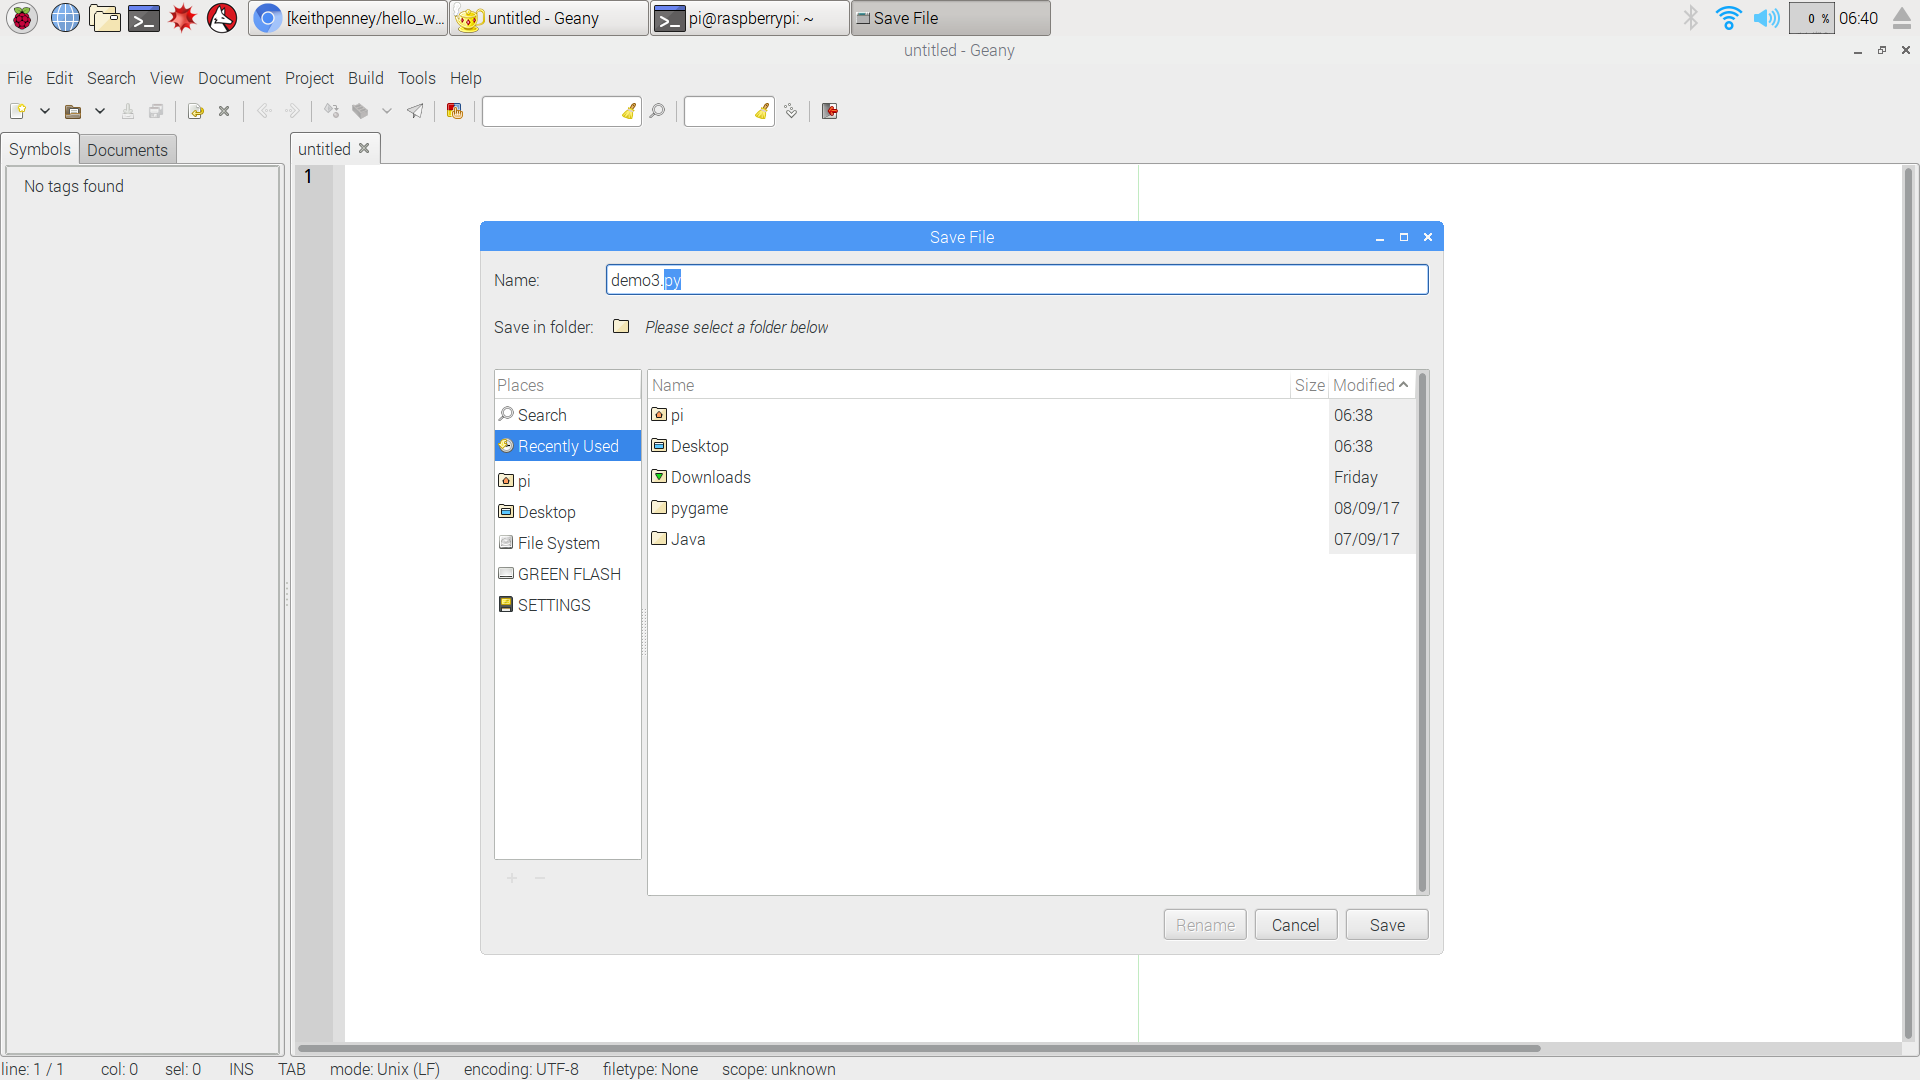 [keithpenney/hello_w... untitled - Geany pi@raspberrypi: ~ Save File 0 % 06:40
untitled - Geany
File Edit Search View Document Project Build Tools Help
Symbols Documents untitled
No tags found 1
Save File
Name: demo3.py
Save in folder: Please select a folder below
Places Name Size Modified
Search pi 06:38
Recently Used Desktop 06:38
pi Downloads Friday
Desktop pygame 08/09/17
File System Java 07/09/17
GREEN FLASH
SETTINGS
Rename Cancel Save
line: 1 / 1 col: 0 sel: 0 INS TAB mode: Unix (LF) encoding: UTF-8 filetype: None scope: unknown